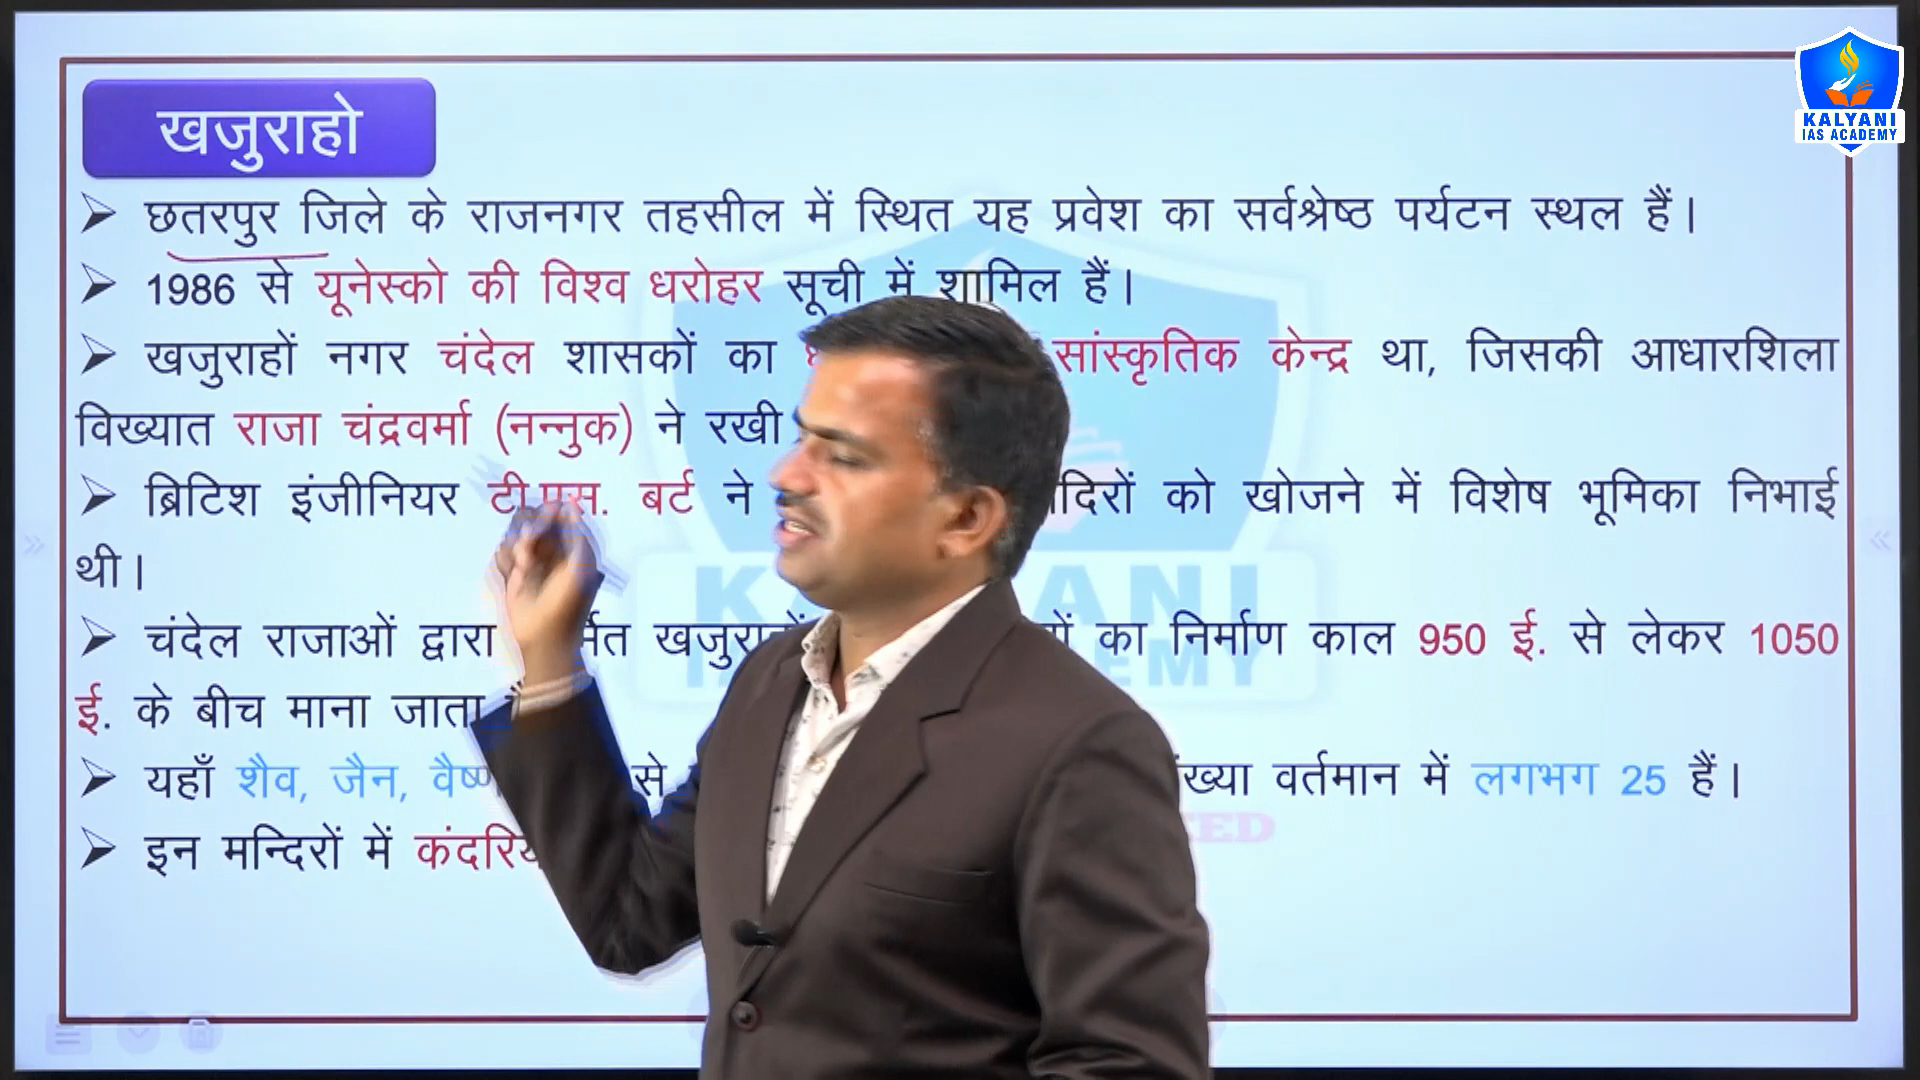 खजुराहो
KALYANI
IAS ACADEMY
➢ छतरपुर जिले के राजनगर तहसील में स्थित यह प्रवेश का सर्वश्रेष्ठ पर्यटन स्थल हैं।
➢ 1986 से यूनेस्को की विश्व धरोहर सूची में शामिल हैं।
➢ खजुराहों नगर चंदेल शासकों का सांस्कृतिक केन्द्र था, जिसकी आधारशिला
विख्यात राजा चंद्रवर्मा (नन्नुक) ने रखी
➢ ब्रिटिश इंजीनियर टी.एस. बर्ट ने को खोजने में विशेष भूमिका निभाई
थी।
➢ चंदेल राजाओं द्वारा का निर्माण काल 950 ई. से लेकर 1050
ई. के बीच माना जाता
➢ यहाँ शैव, जैन, से वर्तमान में लगभग 25 हैं।
➢ इन मन्दिरों में